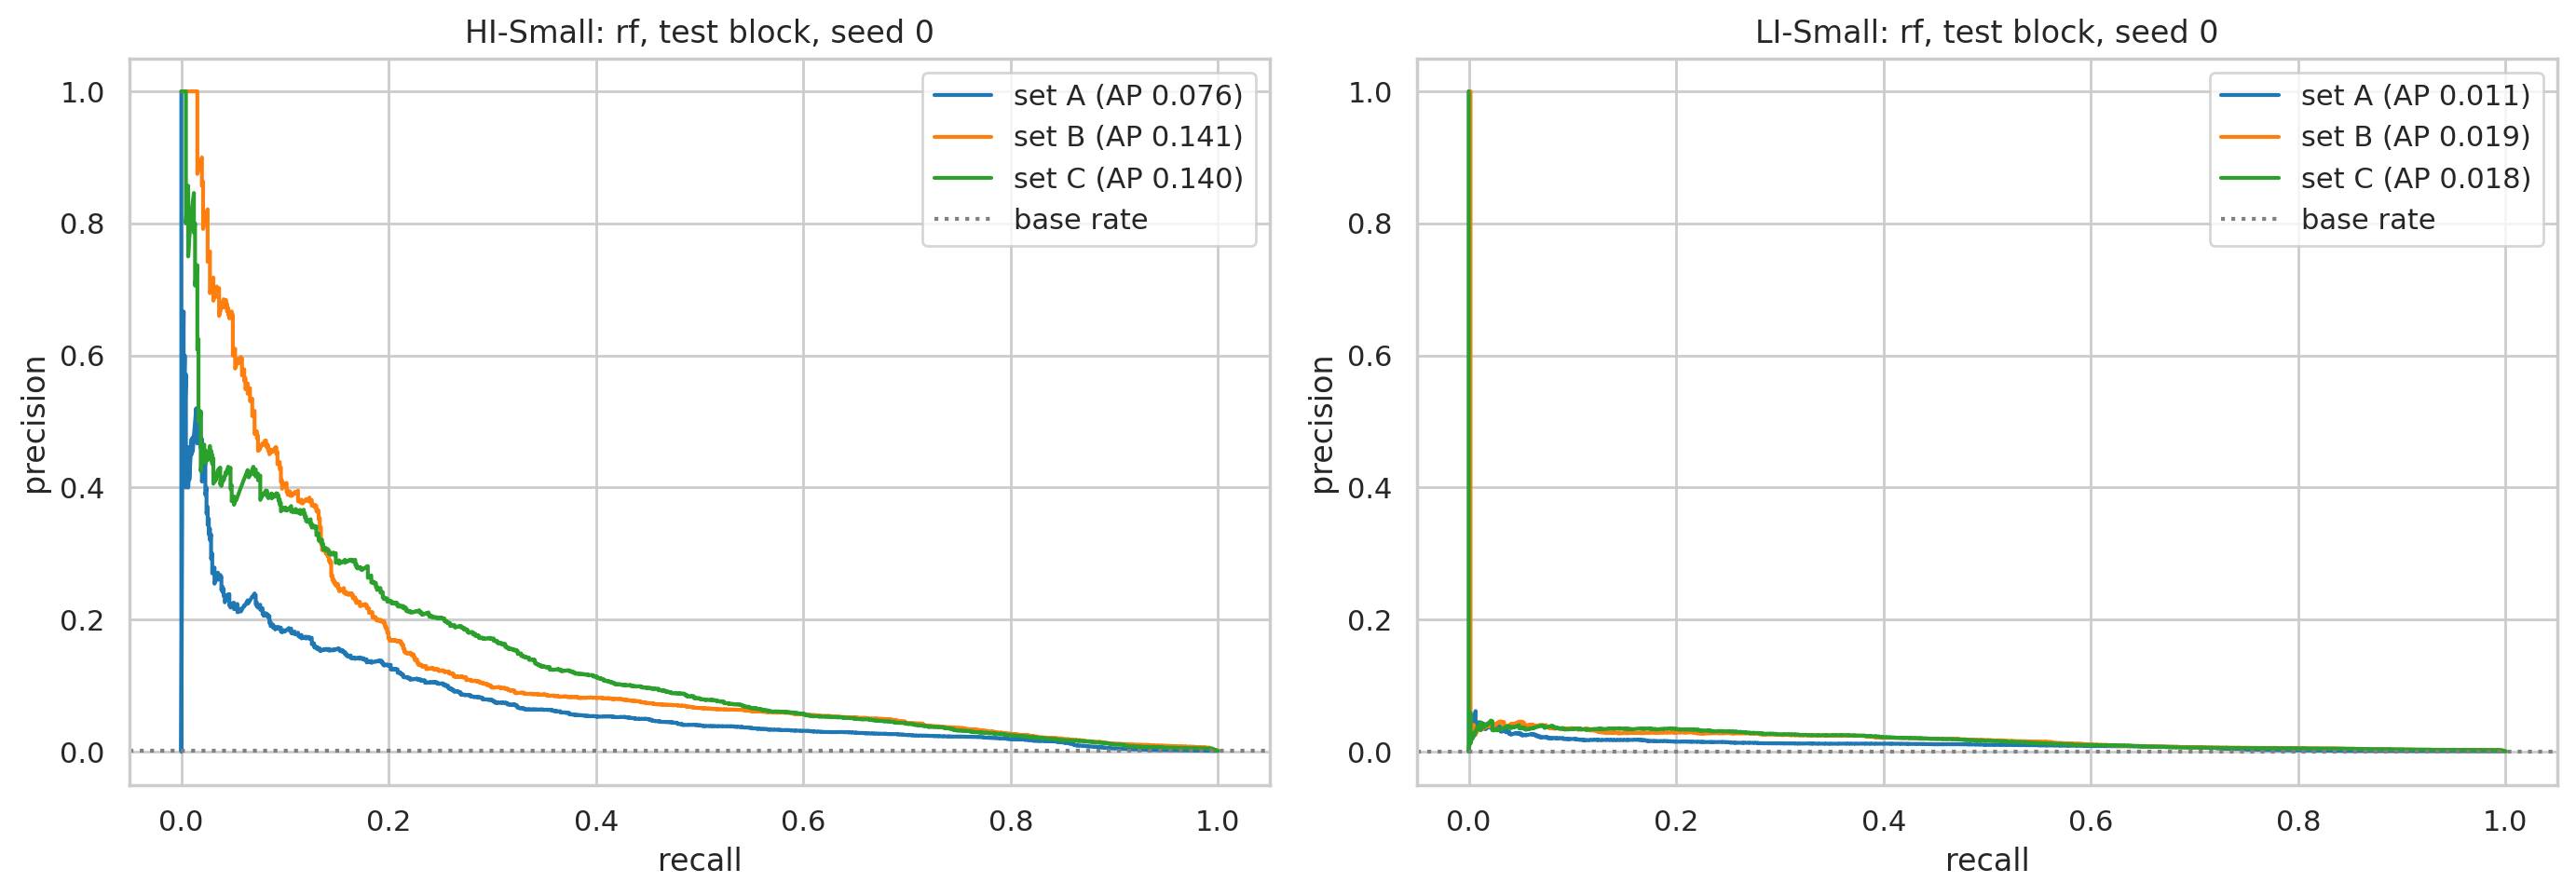 HI-Small: rf, test block, seed 0
precision
1.0
0.8
0.6
0.4
0.2
0.0
set A (AP 0.076)
set B (AP 0.141)
set C (AP 0.140)
base rate
0.0 0.2 0.4 0.6 0.8 1.0
recall
LI-Small: rf, test block, seed 0
precision
1.0
0.8
0.6
0.4
0.2
0.0
set A (AP 0.011)
set B (AP 0.019)
set C (AP 0.018)
base rate
0.0 0.2 0.4 0.6 0.8 1.0
recall